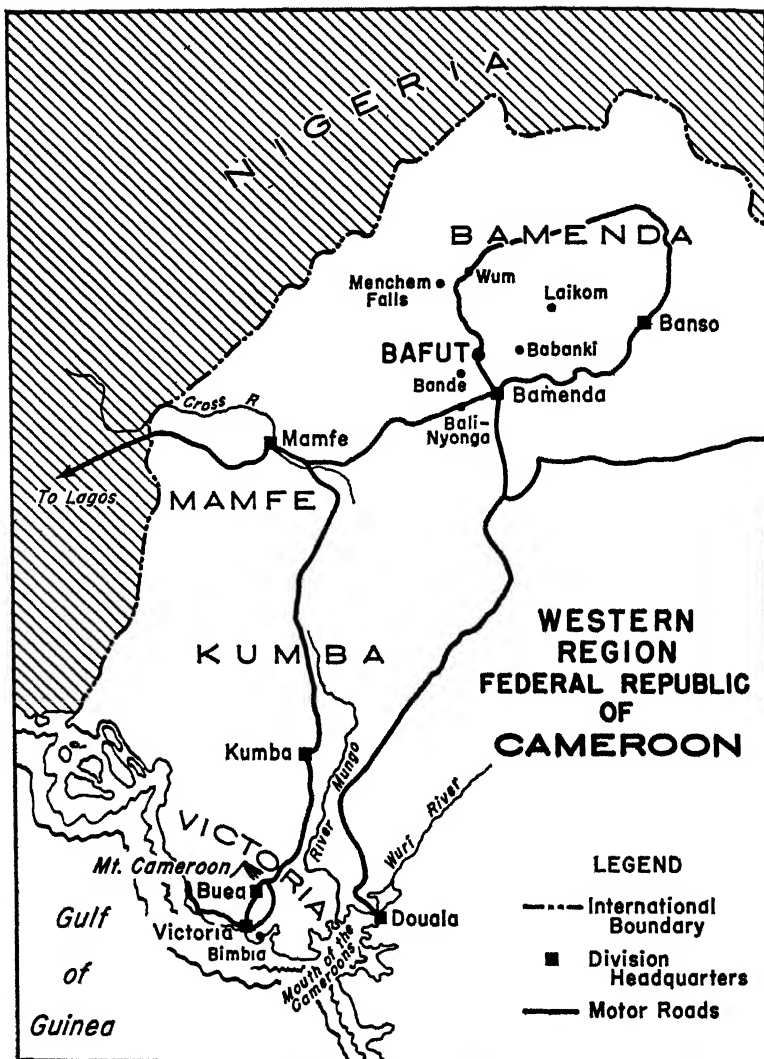 NIGERIA
BAMENDA
Menchem
Falls
Wum
Laikom
Banso
BAFUT
Babanki
Bande
Bamenda
Bali-
Nyonga
Cross R
Mamfe
To Lagos
MAMFE
KUMBA
WESTERN
REGION
FEDERAL REPUBLIC
OF
CAMEROON
Kumba
River Mungo
Wuri River
VICTORIA
Mt. Cameroon
Buea
Victoria
Bimbia
Douala
Mouth of the
Cameroons
Gulf
of
Guinea
LEGEND
International
Boundary
Division
Headquarters
Motor Roads